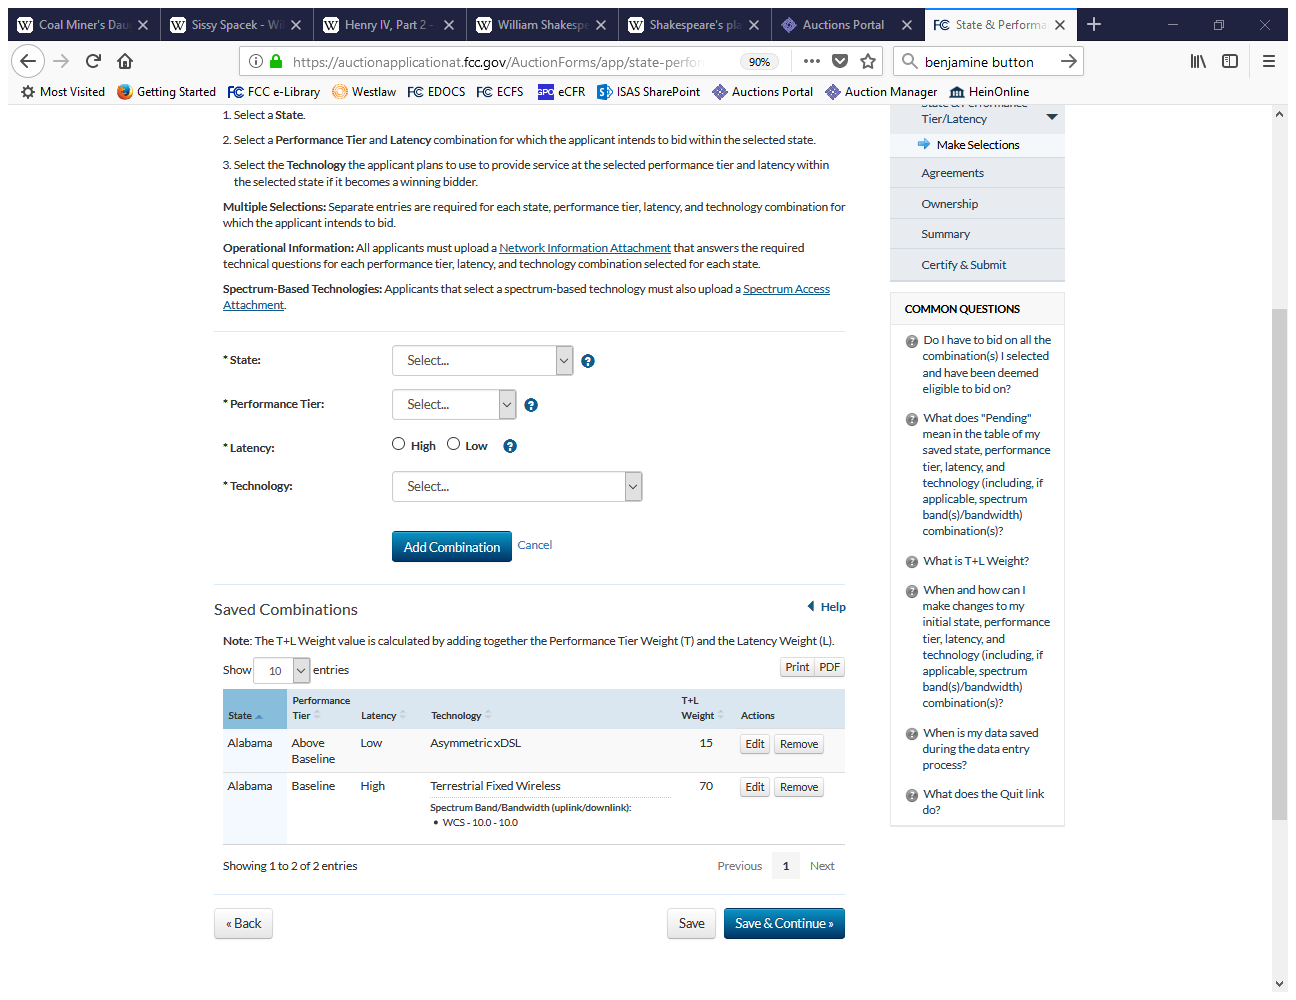 Coal Miner's Dau
Sissy Spacek - Wi
Henry IV, Part 2 -
William Shakespe
Shakespeare's pla
Auctions Portal
FC State & Performa
https://auctionapplicationat.fcc.gov/AuctionForms/app/state-perfor
90%
benjamine button
Most Visited
Getting Started
FC FCC e-Library
Westlaw
FC EDOCS
FC ECFS
GPO eCFR
S ISAS SharePoint
Auctions Portal
Auction Manager
HeinOnline
1. Select a State.
2. Select a Performance Tier and Latency combination for which the applicant intends to bid within the selected state.
3. Select the Technology the applicant plans to use to provide service at the selected performance tier and latency within
the selected state if it becomes a winning bidder.
Multiple Selections: Separate entries are required for each state, performance tier, latency, and technology combination for
which the applicant intends to bid.
Operational Information: All applicants must upload a Network Information Attachment that answers the required
technical questions for each performance tier, latency, and technology combination selected for each state.
Spectrum-Based Technologies: Applicants that select a spectrum-based technology must also upload a Spectrum Access
Attachment.
* State:
Select...
* Performance Tier:
Select...
* Latency:
High
Low
* Technology:
Select...
Add Combination
Cancel
Saved Combinations
Help
Note: The T+L Weight value is calculated by adding together the Performance Tier Weight (T) and the Latency Weight (L).
Show 10 entries
Print PDF
State
Performance
Tier
Latency
Technology
T+L
Weight
Actions
Alabama
Above
Baseline
Low
Asymmetric xDSL
15
Edit
Remove
Alabama
Baseline
High
Terrestrial Fixed Wireless
70
Edit
Remove
Spectrum Band/Bandwidth (uplink/downlink):
• WCS - 10.0 - 10.0
Showing 1 to 2 of 2 entries
Previous
1
Next
« Back
Save
Save & Continue »
State & Performance
Tier/Latency
Make Selections
Agreements
Ownership
Summary
Certify & Submit
COMMON QUESTIONS
Do I have to bid on all the
combination(s) I selected
and have been deemed
eligible to bid on?
What does "Pending"
mean in the table of my
saved state, performance
tier, latency, and
technology (including, if
applicable, spectrum
band(s)/bandwidth)
combination(s)?
What is T+L Weight?
When and how can I
make changes to my
initial state, performance
tier, latency, and
technology (including, if
applicable, spectrum
band(s)/bandwidth)
combination(s)?
When is my data saved
during the data entry
process?
What does the Quit link
do?